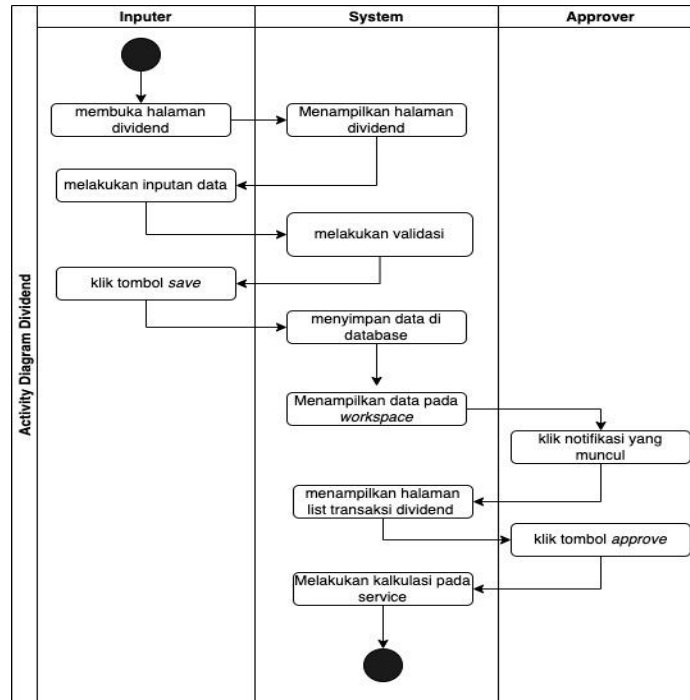 Inputer
System
Approver
Activity Diagram Dividend
membuka halaman
dividend
Menampilkan halaman
dividend
melakukan inputan data
melakukan validasi
klik tombol save
menyimpan data di
database
Menampilkan data pada
workspace
klik notifikasi yang
muncul
menampilkan halaman
list transaksi dividend
klik tombol approve
Melakukan kalkulasi pada
service